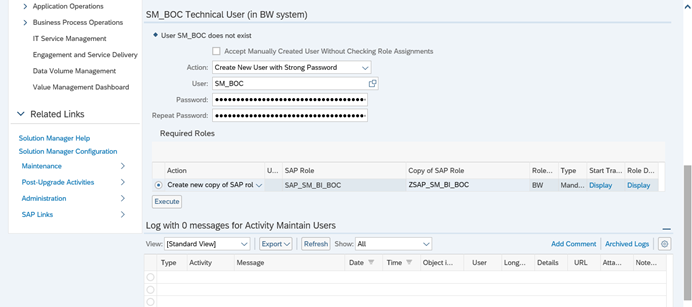 Application Operations
Business Process Operations
IT Service Management
Engagement and Service Delivery
Data Volume Management
Value Management Dashboard
Related Links
Solution Manager Help
Solution Manager Configuration
Maintenance
Post-Upgrade Activities
Administration
SAP Links
SM_BOC Technical User (in BW system)
User SM_BOC does not exist
Accept Manually Created User Without Checking Role Assignments
Action: Create New User with Strong Password
User: SM_BOC
Password: ••••••••••••••••••••••••••••••••••••••••
Repeat Password: ••••••••••••••••••••••••••••••••••••••••
Required Roles
Action U... SAP Role Copy of SAP Role Role... Type Start Tra... Role D...
Create new copy of SAP rol SAP_SM_BI_BOC ZSAP_SM_BI_BOC BW Mand... Display Display
Execute
Log with 0 messages for Activity Maintain Users
View: [Standard View] Export Refresh Show: All Add Comment Archived Logs
Type Activity Message Date Time Object i... User Long... Details URL Atta... Note...